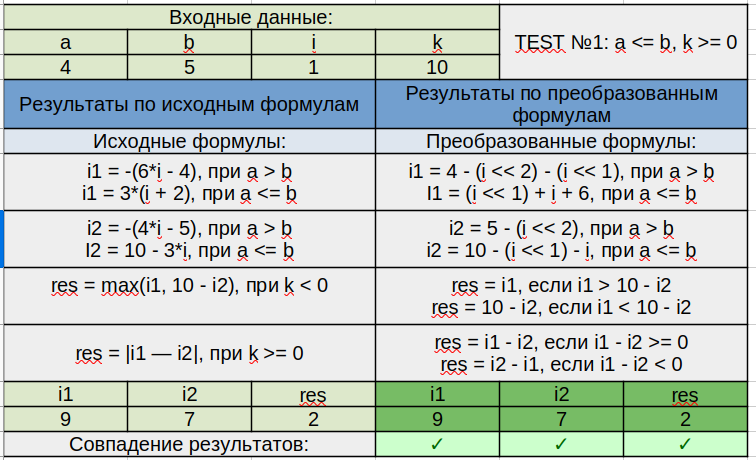 Входные данные:
TEST №1: a <= b, k >= 0
a b i k
4 5 1 10
Результаты по исходным формулам
Результаты по преобразованным
формулам
Исходные формулы:
Преобразованные формулы:
i1 = -(6*i - 4), при a > b
i1 = 3*(i + 2), при a <= b
i1 = 4 - (i << 2) - (i << 1), при a > b
I1 = (i << 1) + i + 6, при a <= b
i2 = -(4*i - 5), при a > b
I2 = 10 - 3*i, при a <= b
i2 = 5 - (i << 2), при a > b
i2 = 10 - (i << 1) - i, при a <= b
res = max(i1, 10 - i2), при k < 0
res = i1, если i1 > 10 - i2
res = 10 - i2, если i1 < 10 - i2
res = |i1 — i2|, при k >= 0
res = i1 - i2, если i1 - i2 >= 0
res = i2 - i1, если i1 - i2 < 0
i1 i2 res i1 i2 res
9 7 2 9 7 2
Совпадение результатов: ✓ ✓ ✓